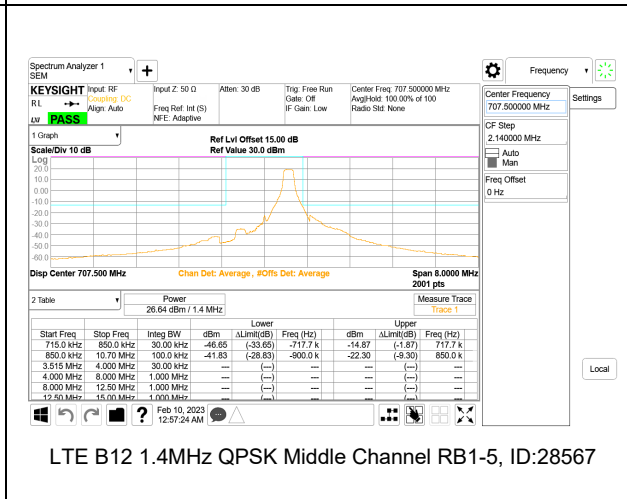 Spectrum Analyzer 1
SEM
+
Frequency
KEYSIGHT Input: RF Input Z: 50 Ω Atten: 30 dB Trig: Free Run Center Freq: 707.500000 MHz
RL Coupling: DC Gate: Off Avg|Hold: 100.00% of 100
Align: Auto Freq Ref: Int (S) IF Gain: Low Radio Std: None
LXI PASS NFE: Adaptive
Center Frequency
707.500000 MHz
Settings
CF Step
2.140000 MHz
Auto
Man
Freq Offset
0 Hz
1 Graph
Ref Lvl Offset 15.00 dB
Scale/Div 10 dB Ref Value 30.0 dBm
Log
20.0
10.0
0.00
-10.0
-20.0
-30.0
-40.0
-50.0
-60.0
Disp Center 707.500 MHz Chan Det: Average , #Offs Det: Average Span 8.0000 MHz
2001 pts
2 Table
Power
26.64 dBm / 1.4 MHz
Measure Trace
Trace 1
Lower Upper
Start Freq Stop Freq Integ BW dBm ΔLimit(dB) Freq (Hz) dBm ΔLimit(dB) Freq (Hz)
715.0 kHz 850.0 kHz 30.00 kHz -46.65 (-33.65) -717.7 k -14.87 (-1.87) 717.7 k
850.0 kHz 10.70 MHz 100.0 kHz -41.83 (-28.83) -900.0 k -22.30 (-9.30) 850.0 k
3.515 MHz 4.000 MHz 30.00 kHz --- (---) --- --- (---) ---
4.000 MHz 8.000 MHz 1.000 MHz --- (---) --- --- (---) ---
8.000 MHz 12.50 MHz 1.000 MHz --- (---) --- --- (---) ---
12.50 MHz 15.00 MHz 1.000 MHz --- (---) --- --- (---) ---
Local
? Feb 10, 2023
12:57:24 AM
LTE B12 1.4MHz QPSK Middle Channel RB1-5, ID:28567